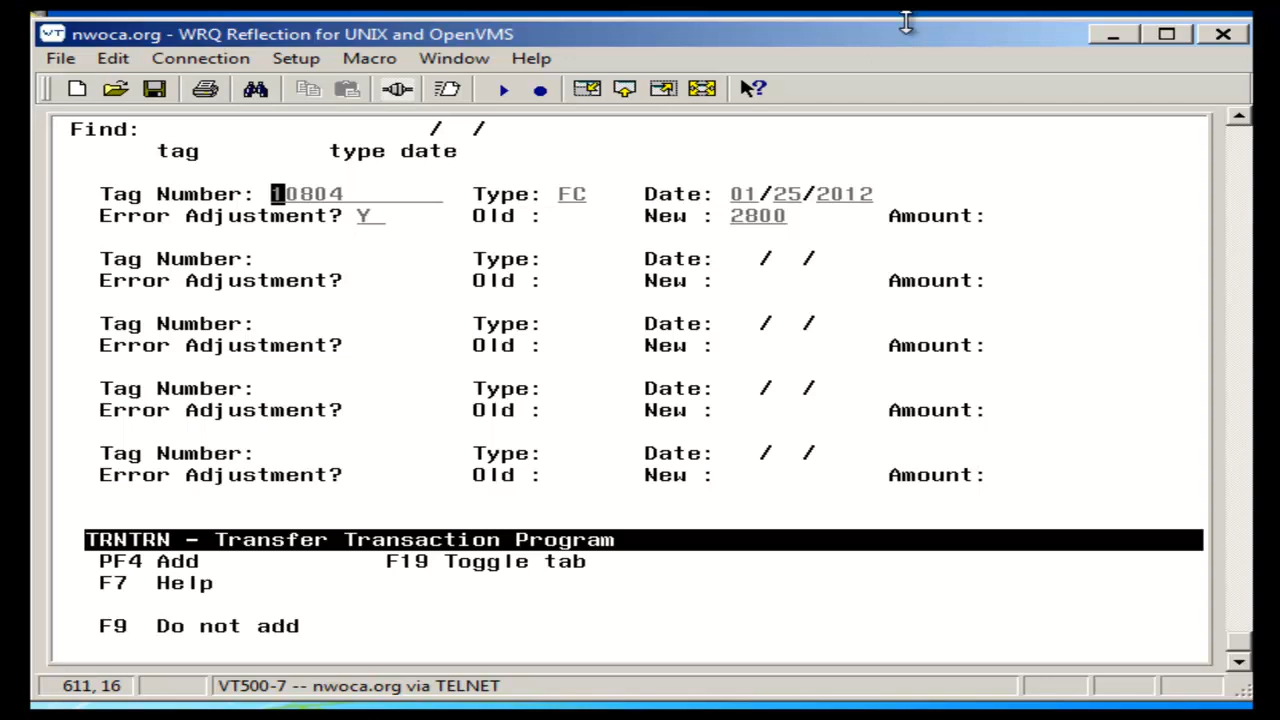 nwoca.org - WRQ Reflection for UNIX and OpenVMS
File Edit Connection Setup Macro Window Help
Find: / /
tag type date
Tag Number: 10804 Type: FC Date: 01/25/2012
Error Adjustment? Y Old : New : 2800 Amount:
Tag Number: Type: Date: / /
Error Adjustment? Old : New : Amount:
Tag Number: Type: Date: / /
Error Adjustment? Old : New : Amount:
Tag Number: Type: Date: / /
Error Adjustment? Old : New : Amount:
Tag Number: Type: Date: / /
Error Adjustment? Old : New : Amount:
TRNTRN - Transfer Transaction Program
PF4 Add F19 Toggle tab
F7 Help
F9 Do not add
611, 16 VT500-7 -- nwoca.org via TELNET